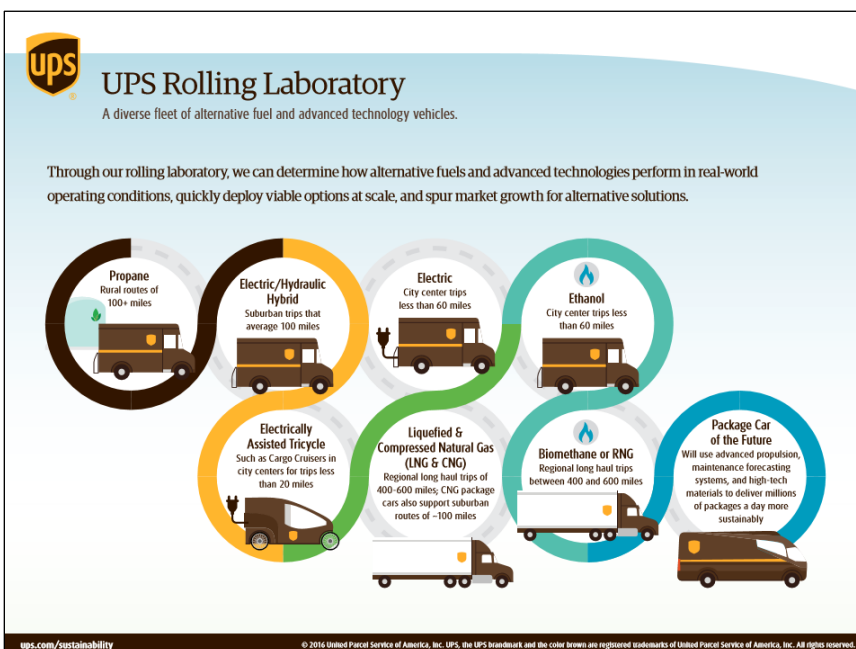 ups
UPS Rolling Laboratory
A diverse fleet of alternative fuel and advanced technology vehicles.
Through our rolling laboratory, we can determine how alternative fuels and advanced technologies perform in real-world
operating conditions, quickly deploy viable options at scale, and spur market growth for alternative solutions.
Propane
Rural routes of
100+ miles
Electric/Hydraulic
Hybrid
Suburban trips that
average 100 miles
Electric
City center trips
less than 60 miles
Ethanol
City center trips less
than 60 miles
Electrically
Assisted Tricycle
Such as Cargo Cruisers in
city centers for trips less
than 20 miles
Liquefied &
Compressed Natural Gas
(LNG & CNG)
Regional long haul trips of
400-600 miles; CNG package
cars also support suburban
routes of ~100 miles
Biomethane or RNG
Regional long haul trips
between 400 and 600 miles
Package Car
of the Future
Will use advanced propulsion,
maintenance forecasting
systems, and high-tech
materials to deliver millions
of packages a day more
sustainably
ups.com/sustainability
© 2016 United Parcel Service of America, Inc. UPS, the UPS brandmark and the color brown are registered trademarks of United Parcel Service of America, Inc. All rights reserved.